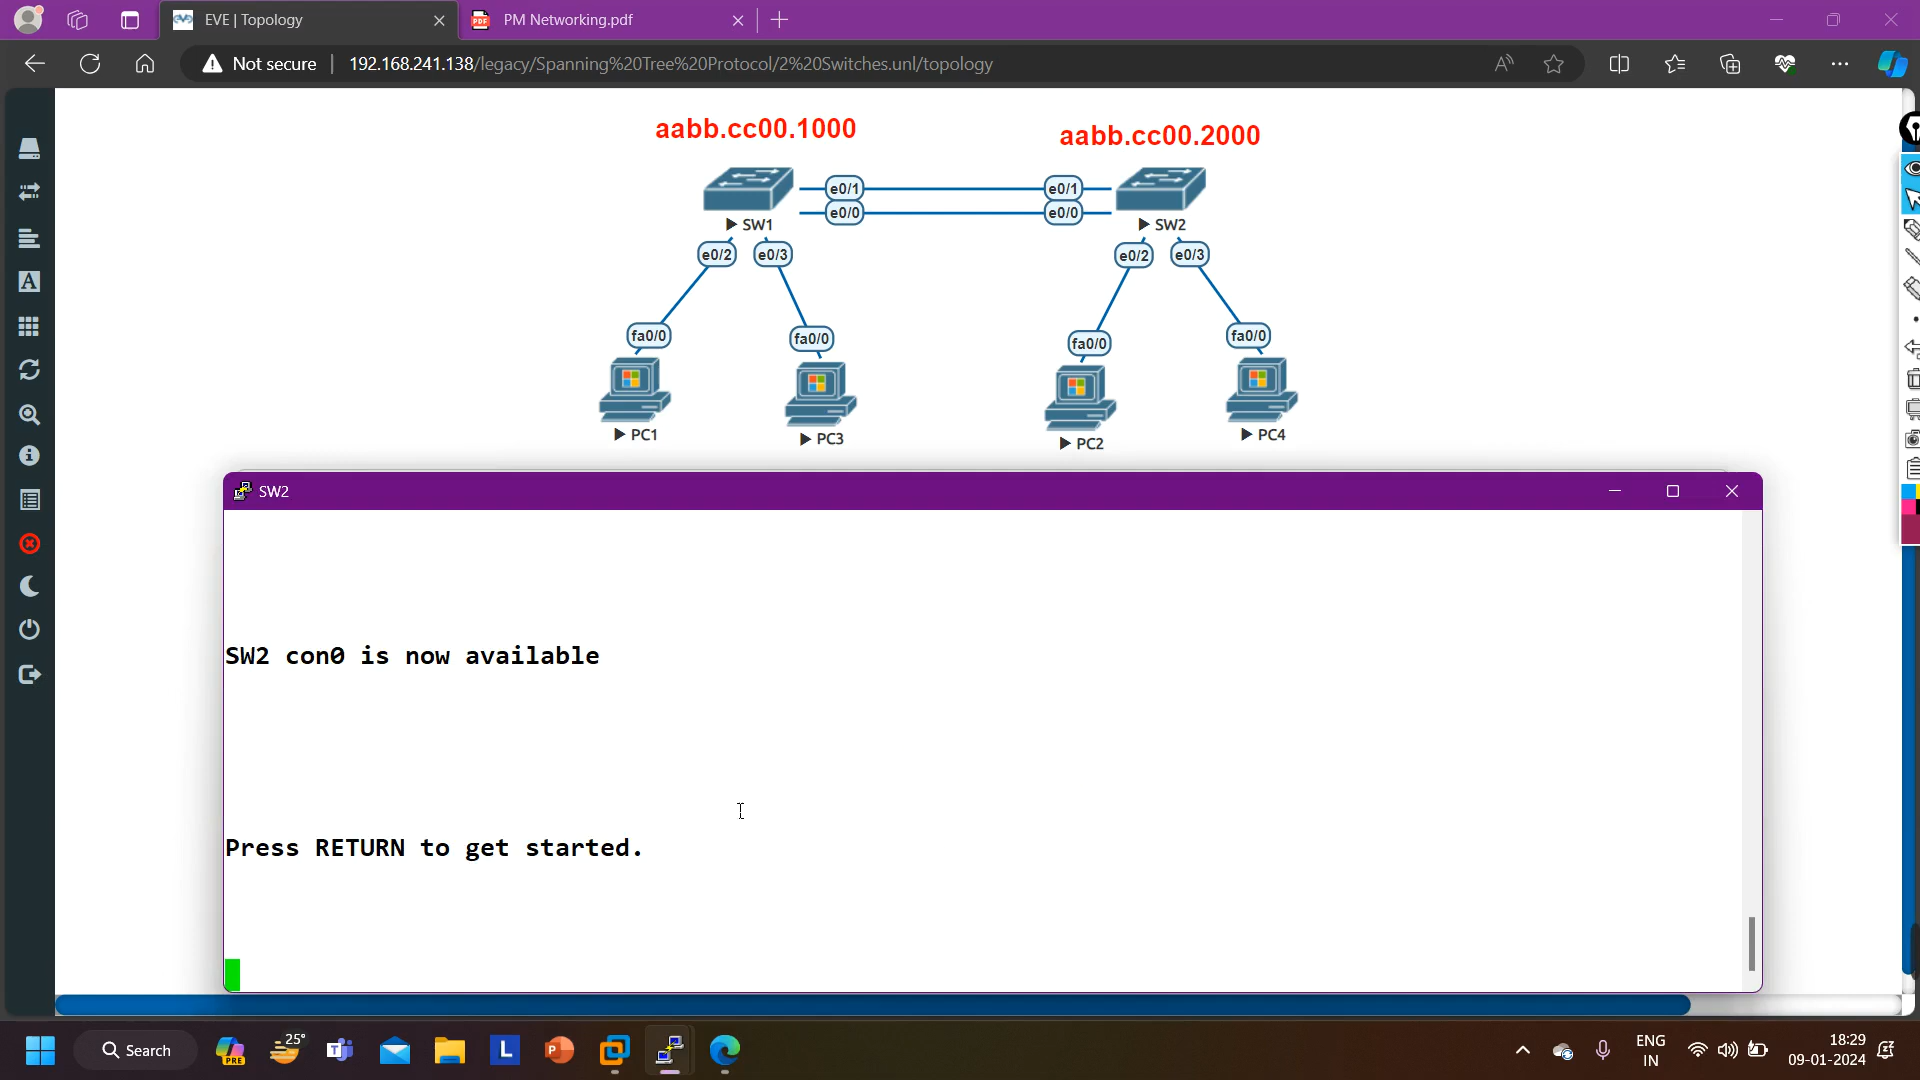 EVE | Topology
PM Networking.pdf
Not secure
192.168.241.138/legacy/Spanning%20Tree%20Protocol/2%20Switches.unl/topology
aabb.cc00.1000
aabb.cc00.2000
e0/1
e0/1
e0/0
e0/0
SW1
SW2
e0/2
e0/3
e0/2
e0/3
fa0/0
fa0/0
fa0/0
fa0/0
PC1
PC3
PC2
PC4
SW2
SW2 con0 is now available
Press RETURN to get started.
Search
PRE
25°
L
ENG
IN
18:29
09-01-2024